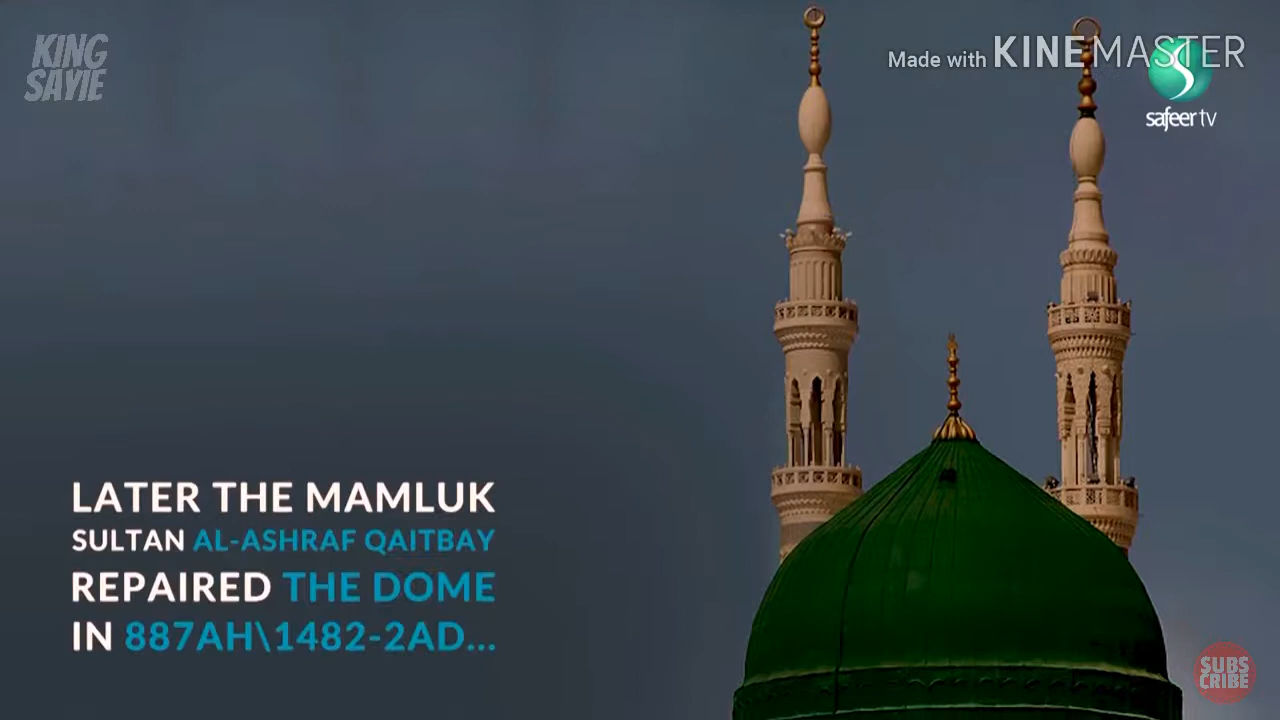 KING
SAYIE
Made with KINEMASTER
safeer tv
LATER THE MAMLUK
SULTAN AL-ASHRAF QAITBAY
REPAIRED THE DOME
IN 887AH\1482-2AD...
SUBS
CRIBE